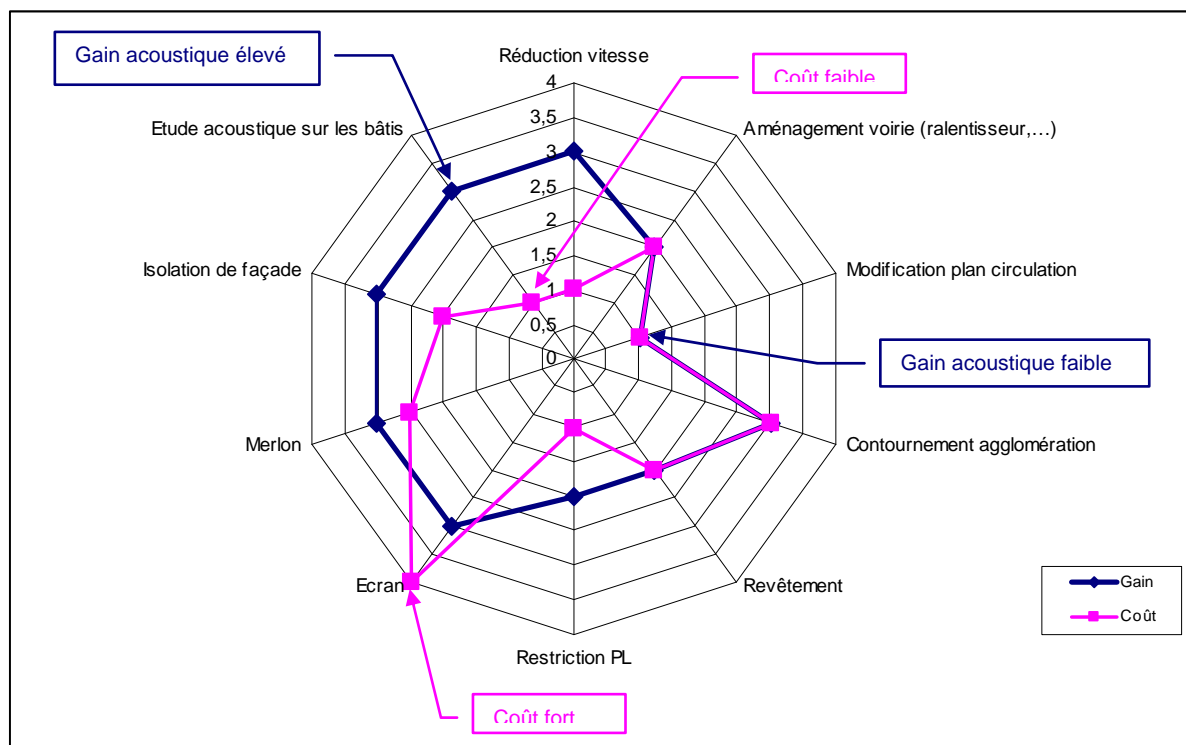 Gain acoustique élevé
Réduction vitesse
Coût faible
Etude acoustique sur les bâtis
Aménagement voirie (ralentisseur,…)
Isolation de façade
Modification plan circulation
Gain acoustique faible
Merlon
Contournement agglomération
Ecran
Revêtement
Restriction PL
Coût fort
4
3,5
3
2,5
2
1,5
1
0,5
0
Gain
Coût